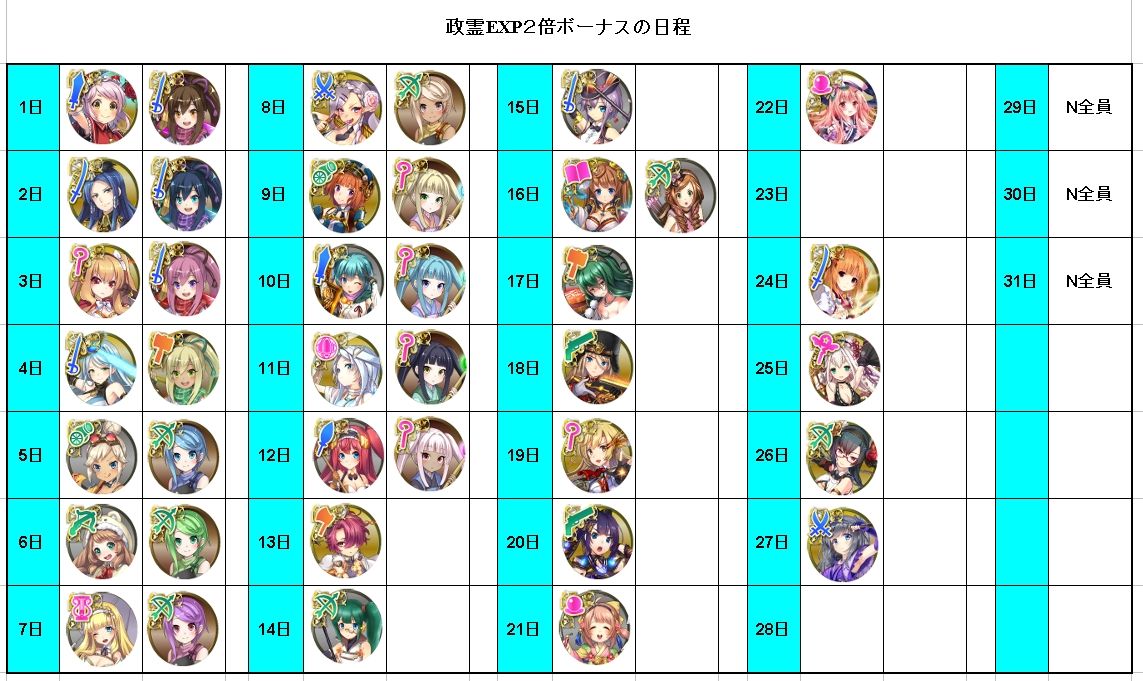 政霊EXP2倍ボーナスの日程
1日
8日
15日
22日
29日
N全員
2日
9日
16日
23日
30日
N全員
3日
10日
17日
24日
31日
N全員
4日
11日
18日
25日
5日
12日
19日
26日
6日
13日
20日
27日
7日
14日
21日
28日